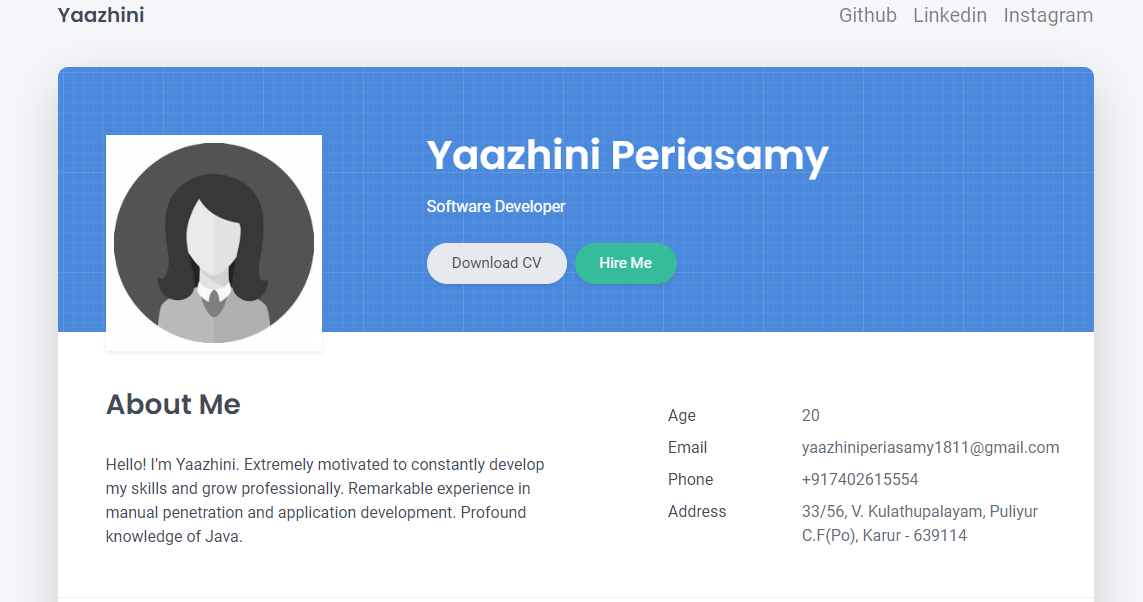 Yaazhini
Github Linkedin Instagram
Yaazhini Periasamy
Software Developer
Download CV
Hire Me
About Me
Hello! I’m Yaazhini. Extremely motivated to constantly develop
my skills and grow professionally. Remarkable experience in
manual penetration and application development. Profound
knowledge of Java.
Age 20
Email yaazhiniperiasamy1811@gmail.com
Phone +917402615554
Address 33/56, V. Kulathupalayam, Puliyur
C.F(Po), Karur - 639114